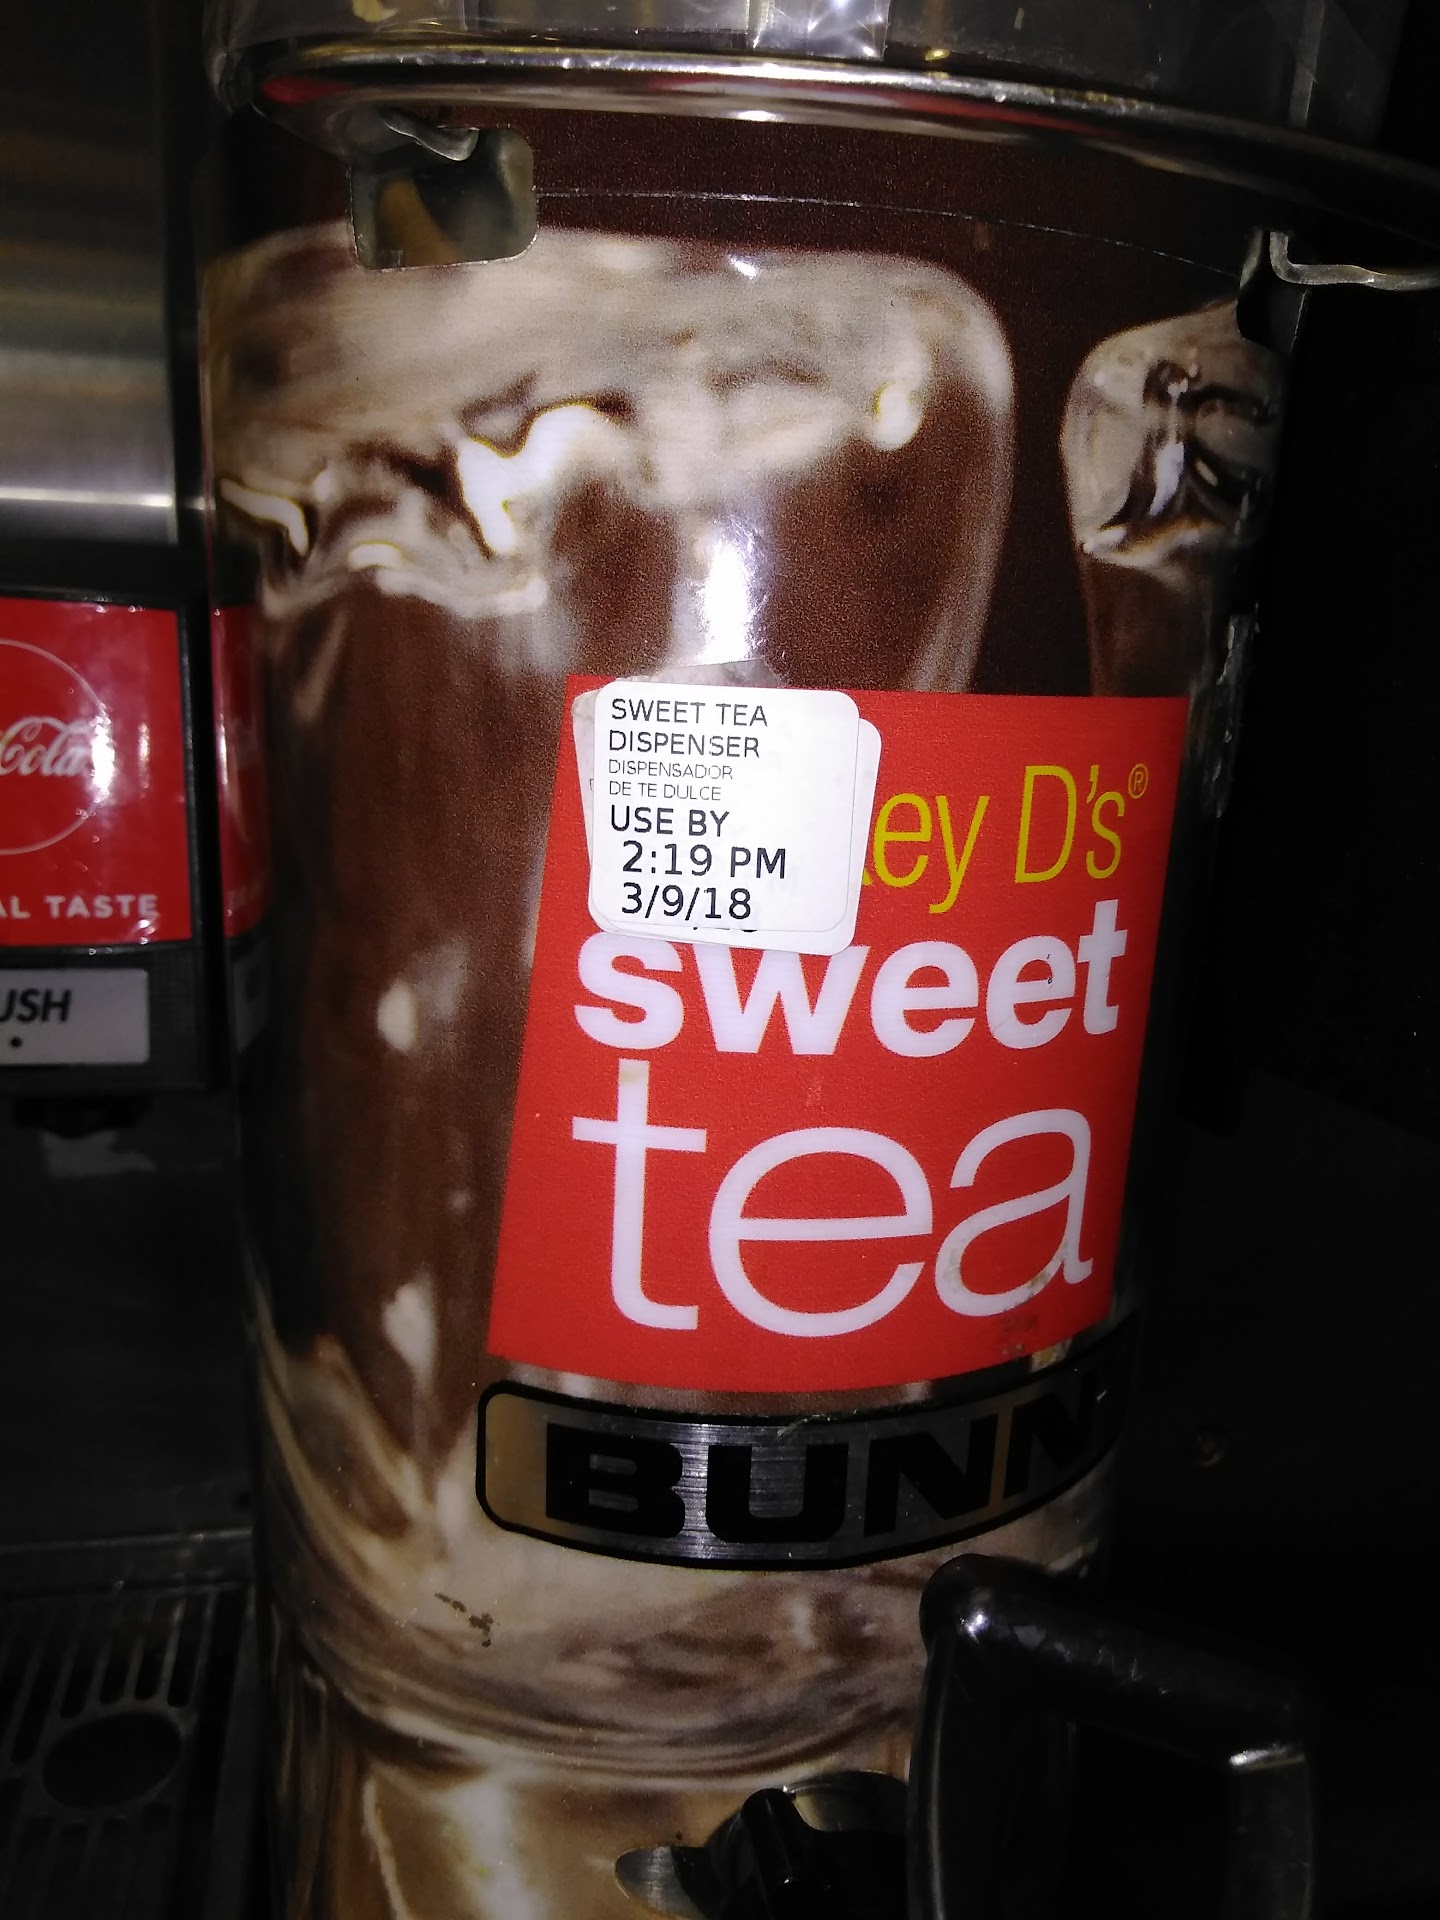 SWEET TEA
DISPENSER
DISPENSADOR
DE TE DULCE
USE BY
2:19 PM
3/9/18
ey D's®
sweet
tea
BUNN
Cola
AL TASTE
USH